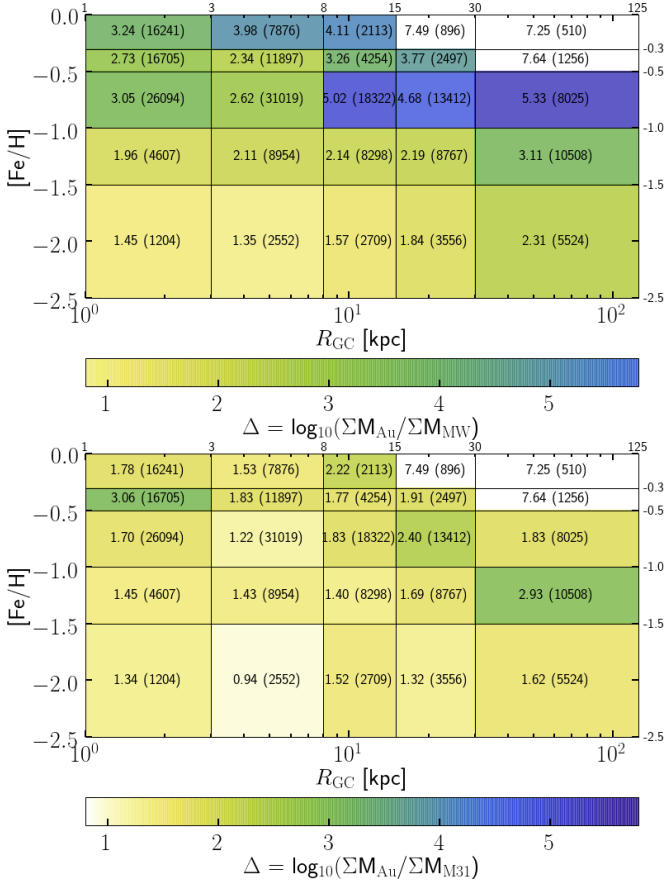 1 3 8 15 30 125
0.0 3.24 (16241) 3.98 (7876) 4.11 (2113) 7.49 (896) 7.25 (510)
-0.3
2.73 (16705) 2.34 (11897) 3.26 (4254) 3.77 (2497) 7.64 (1256)
−0.5 -0.5
3.05 (26094) 2.62 (31019) 5.02 (18322) 4.68 (13412) 5.33 (8025)
−1.0 -1.0
[Fe/H]
1.96 (4607) 2.11 (8954) 2.14 (8298) 2.19 (8767) 3.11 (10508)
−1.5 -1.5
−2.0 1.45 (1204) 1.35 (2552) 1.57 (2709) 1.84 (3556) 2.31 (5524)
−2.5 -2.5
10^0 10^1 10^2
R_GC [kpc]
1 2 3 4 5
Δ = log₁₀(ΣM_Au/ΣM_MW)
1 3 8 15 30 125
0.0 1.78 (16241) 1.53 (7876) 2.22 (2113) 7.49 (896) 7.25 (510)
-0.3
3.06 (16705) 1.83 (11897) 1.77 (4254) 1.91 (2497) 7.64 (1256)
−0.5 -0.5
1.70 (26094) 1.22 (31019) 1.83 (18322) 2.40 (13412) 1.83 (8025)
−1.0 -1.0
[Fe/H]
1.45 (4607) 1.43 (8954) 1.40 (8298) 1.69 (8767) 2.93 (10508)
−1.5 -1.5
−2.0 1.34 (1204) 0.94 (2552) 1.52 (2709) 1.32 (3556) 1.62 (5524)
−2.5 -2.5
10^0 10^1 10^2
R_GC [kpc]
1 2 3 4 5
Δ = log₁₀(ΣM_Au/ΣM_M31)